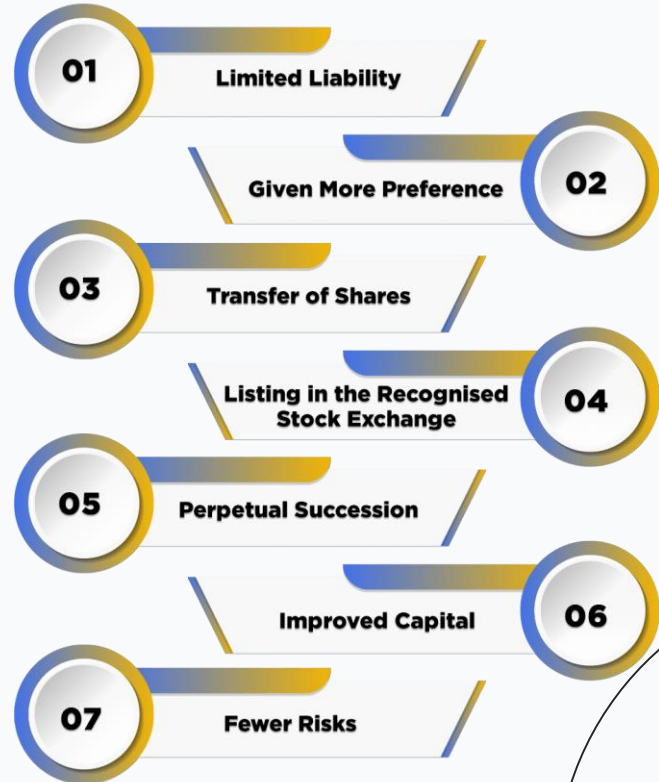 01
Limited Liability
Given More Preference
02
03
Transfer of Shares
Listing in the Recognised
Stock Exchange
04
05
Perpetual Succession
Improved Capital
06
07
Fewer Risks